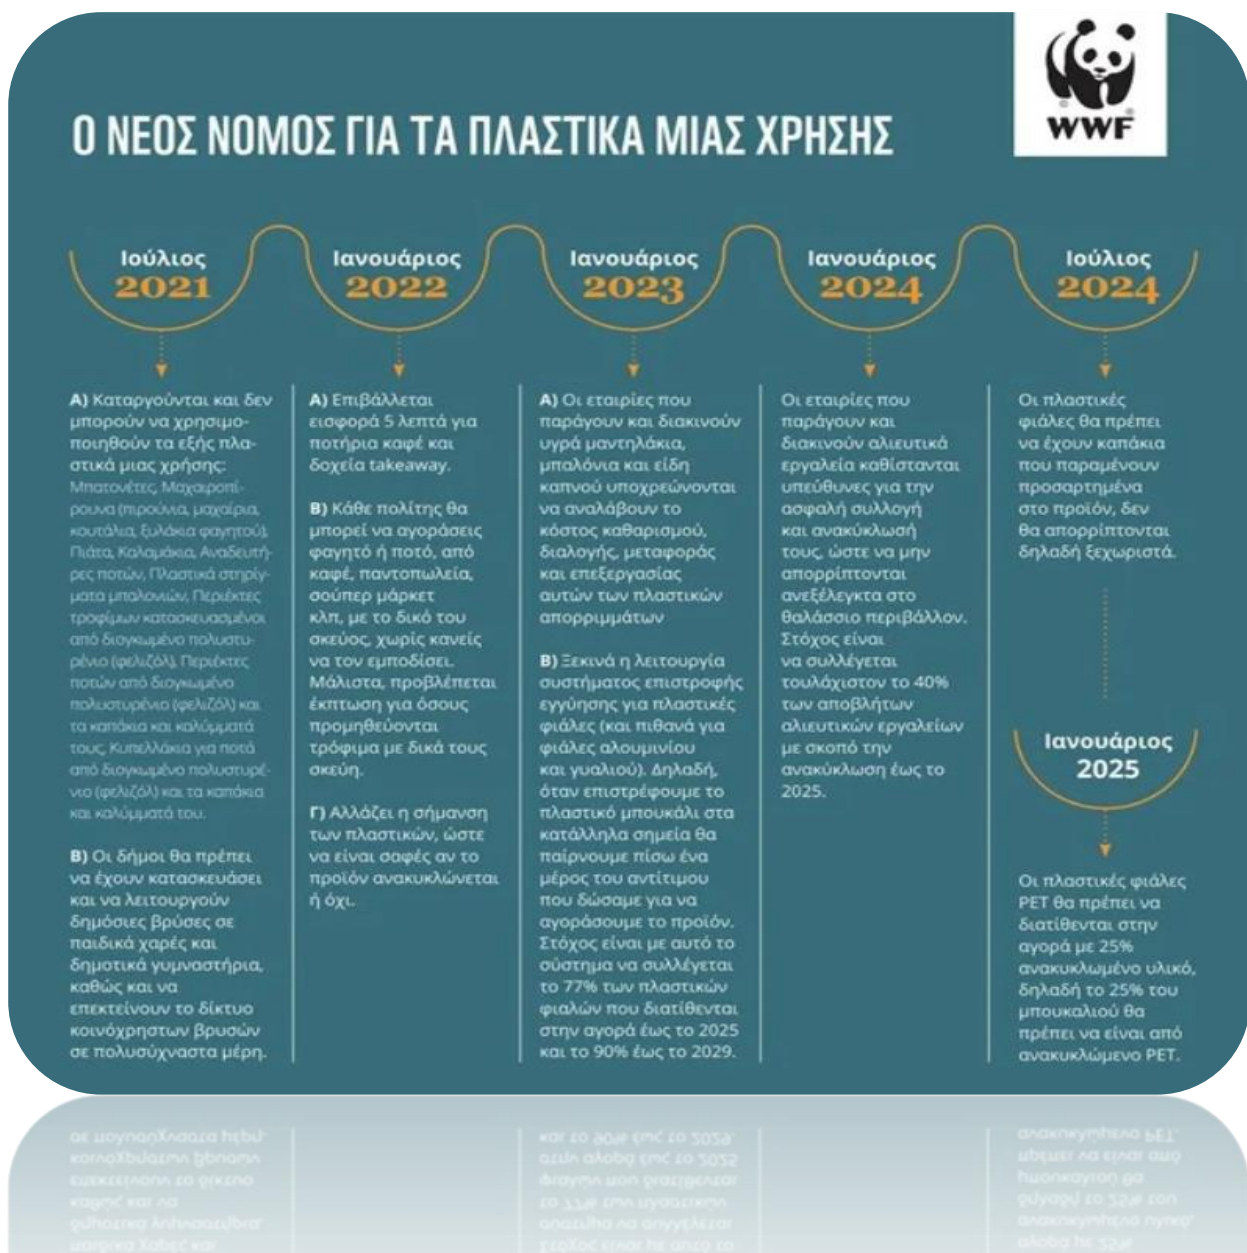 WWF
Ο ΝΕΟΣ ΝΟΜΟΣ ΓΙΑ ΤΑ ΠΛΑΣΤΙΚΑ ΜΙΑΣ ΧΡΗΣΗΣ
Ιούλιος
2021
Α) Καταργούνται και δεν
μπορούν να χρησιμο-
ποιηθούν τα εξής πλα-
στικά μιας χρήσης:
Μπατονέτες, Μαχαιροπί-
ρουνα (πιρούνια, μαχαίρια,
κουτάλια, ξυλάκια φαγητού),
Πιάτα, Καλαμάκια, Αναδευτή-
ρες ποτών, Πλαστικά στηρίγ-
ματα μπαλονιών, Περιέκτες
τροφίμων κατασκευασμένοι
από διογκωμένο πολυστυ-
ρένιο (φελιζόλ), Περιέκτες
ποτών από διογκωμένο
πολυστυρένιο (φελιζόλ) και
τα καπάκια και καλύμματά
τους, Κυπελλάκια για ποτά
από διογκωμένο πολυστυρέ-
νιο (φελιζόλ) και τα καπάκια
και καλύμματά του.
Β) Οι δήμοι θα πρέπει
να έχουν κατασκευάσει
και να λειτουργούν
δημόσιες βρύσες σε
παιδικά χαρές και
δημοτικά γυμναστήρια,
καθώς και να
επεκτείνουν το δίκτυο
κοινόχρηστων βρυσών
σε πολυσύχναστα μέρη.
Ιανουάριος
2022
Α) Επιβάλλεται
εισφορά 5 λεπτά για
ποτήρια καφέ και
δοχεία takeaway.
Β) Κάθε πολίτης θα
μπορεί να αγοράσεις
φαγητό ή ποτό, από
καφέ, παντοπωλεία,
σούπερ μάρκετ
κλπ, με το δικό του
σκεύος, χωρίς κανείς
να τον εμποδίσει.
Μάλιστα, προβλέπεται
έκπτωση για όσους
προμηθεύονται
τρόφιμα με δικά τους
σκεύη.
Γ) Αλλάζει η σήμανση
των πλαστικών, ώστε
να είναι σαφές αν το
προϊόν ανακυκλώνεται
ή όχι.
Ιανουάριος
2023
Α) Οι εταιρίες που
παράγουν και διακινούν
υγρά μαντηλάκια,
μπαλόνια και είδη
καπνού υποχρεώνονται
να αναλάβουν το
κόστος καθαρισμού,
διαλογής, μεταφοράς
και επεξεργασίας
αυτών των πλαστικών
απορριμμάτων
Β) Ξεκινά η λειτουργία
συστήματος επιστροφής
εγγύησης για πλαστικές
φιάλες (και πιθανά για
φιάλες αλουμινίου
και γυαλιού). Δηλαδή,
όταν επιστρέφουμε το
πλαστικό μπουκάλι στα
κατάλληλα σημεία θα
παίρνουμε πίσω ένα
μέρος του αντίτιμου
που δώσαμε για να
αγοράσουμε το προϊόν.
Στόχος είναι με αυτό το
σύστημα να συλλέγεται
το 77% των πλαστικών
φιαλών που διατίθενται
στην αγορά έως το 2025
και το 90% έως το 2029.
Ιανουάριος
2024
Οι εταιρίες που
παράγουν και
διακινούν αλιευτικά
εργαλεία καθίστανται
υπεύθυνες για την
ασφαλή συλλογή
και ανακύκλωσή
τους, ώστε να μην
απορρίπτονται
ανεξέλεγκτα στο
θαλάσσιο περιβάλλον.
Στόχος είναι
να συλλέγεται
τουλάχιστον το 40%
των αποβλήτων
αλιευτικών εργαλείων
με σκοπό την
ανακύκλωση έως το
2025.
Ιούλιος
2024
Οι πλαστικές
φιάλες θα πρέπει
να έχουν καπάκια
που παραμένουν
προσαρτημένα
στο προϊόν, δεν
θα απορρίπτονται
δηλαδή ξεχωριστά.
Ιανουάριος
2025
Οι πλαστικές φιάλες
PET θα πρέπει να
διατίθενται στην
αγορά με 25%
ανακυκλωμένο υλικό,
δηλαδή το 25% του
μπουκαλιού θα
πρέπει να είναι από
ανακυκλώμενο PET.